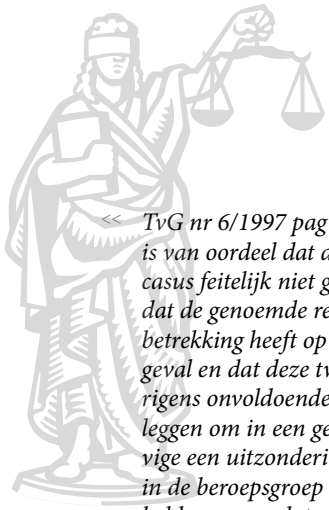 << TvG nr 6/1997 pag
is van oordeel dat d
casus feitelijk niet g
dat de genoemde re
betrekking heeft op
geval en dat deze tw
rigens onvoldoende
leggen om in een ge
vige een uitzonderi
in de beroepsgroep